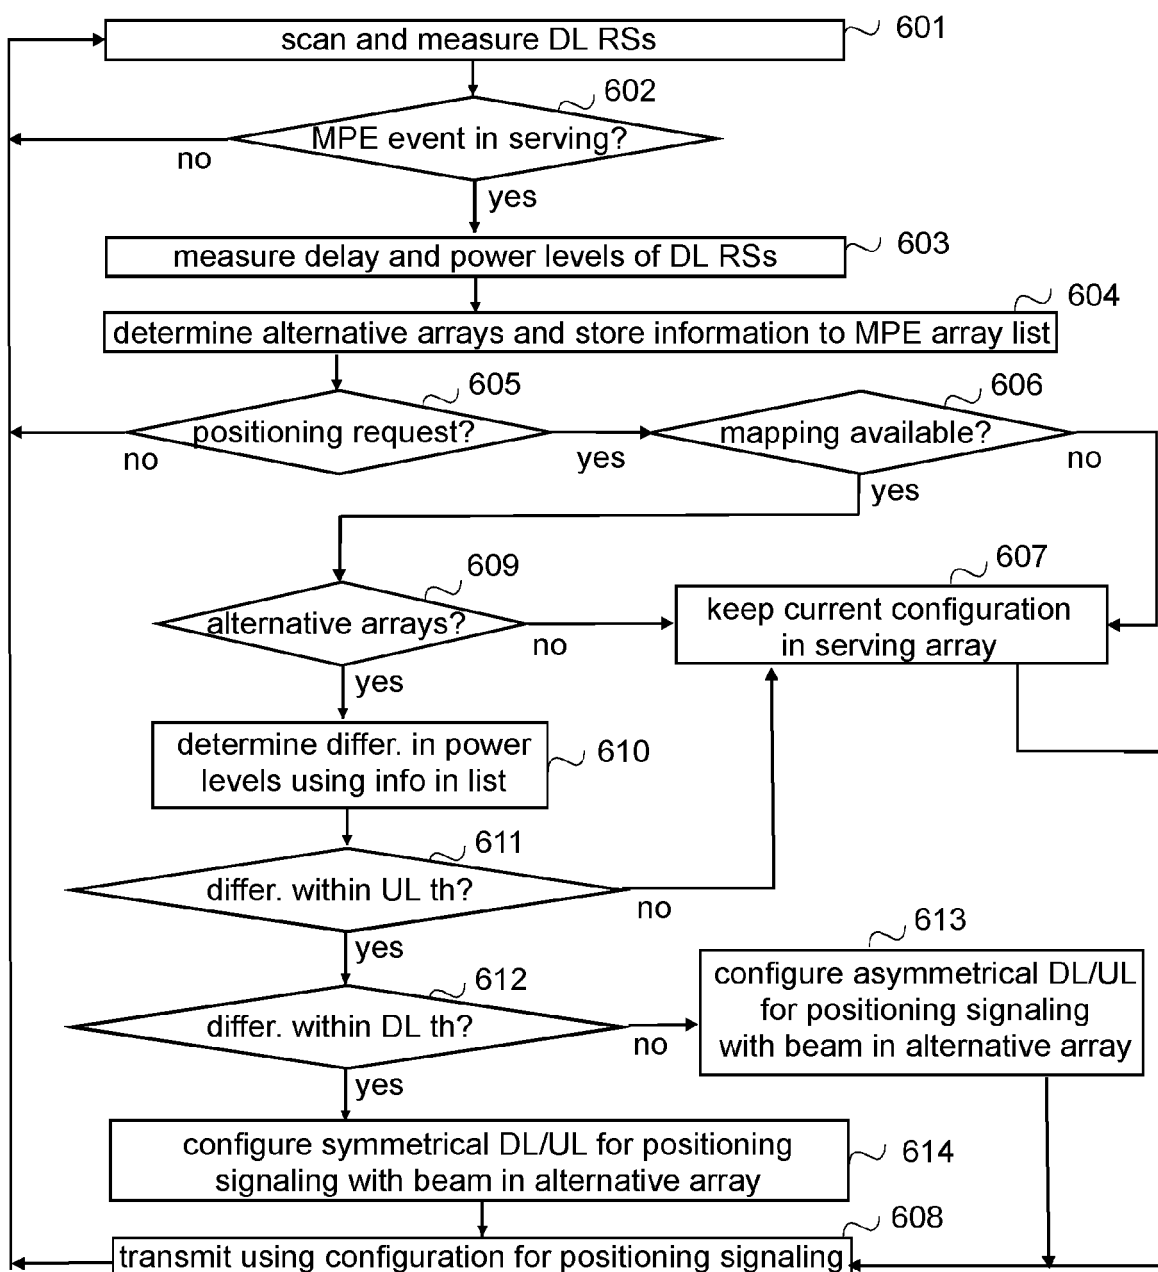 scan and measure DL RSs
601
602
MPE event in serving?
no
yes
measure delay and power levels of DL RSs
603
604
determine alternative arrays and store information to MPE array list
605
606
positioning request?
mapping available?
no
yes
no
yes
609
607
alternative arrays?
keep current configuration
in serving array
no
yes
determine differ. in power
levels using info in list
610
611
differ. within UL th?
no
yes
613
612
configure asymmetrical DL/UL
for positioning signaling
with beam in alternative array
differ. within DL th?
no
yes
configure symmetrical DL/UL for positioning
signaling with beam in alternative array
614
608
transmit using configuration for positioning signaling